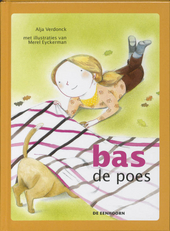 Alja Verdonck
met illustraties van
Merel Eyckerman
bas
de poes
DE EENHOORN